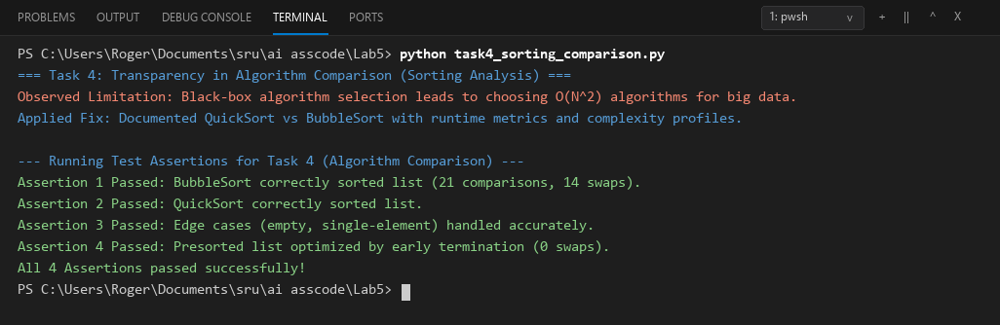 PROBLEMS OUTPUT DEBUG CONSOLE TERMINAL PORTS 1: pwsh v + || ^ X
PS C:\Users\Roger\Documents\sru\ai asscode\Lab5> python task4_sorting_comparison.py
=== Task 4: Transparency in Algorithm Comparison (Sorting Analysis) ===
Observed Limitation: Black-box algorithm selection leads to choosing O(N^2) algorithms for big data.
Applied Fix: Documented QuickSort vs BubbleSort with runtime metrics and complexity profiles.
--- Running Test Assertions for Task 4 (Algorithm Comparison) ---
Assertion 1 Passed: BubbleSort correctly sorted list (21 comparisons, 14 swaps).
Assertion 2 Passed: QuickSort correctly sorted list.
Assertion 3 Passed: Edge cases (empty, single-element) handled accurately.
Assertion 4 Passed: Presorted list optimized by early termination (0 swaps).
All 4 Assertions passed successfully!
PS C:\Users\Roger\Documents\sru\ai asscode\Lab5>